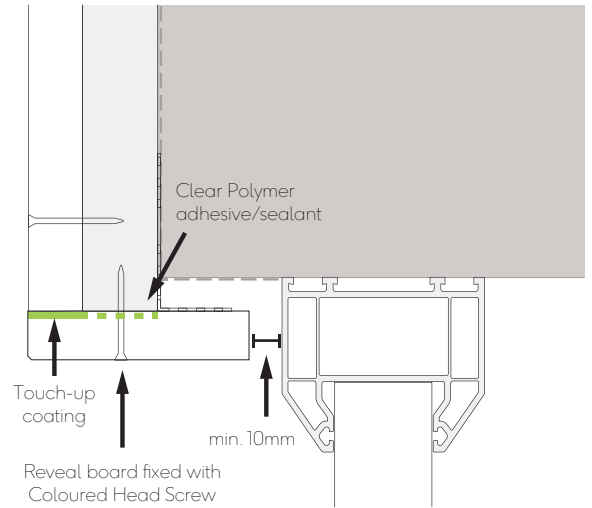 Clear Polymer
adhesive/sealant
Touch-up
coating
min. 10mm
Reveal board fixed with
Coloured Head Screw